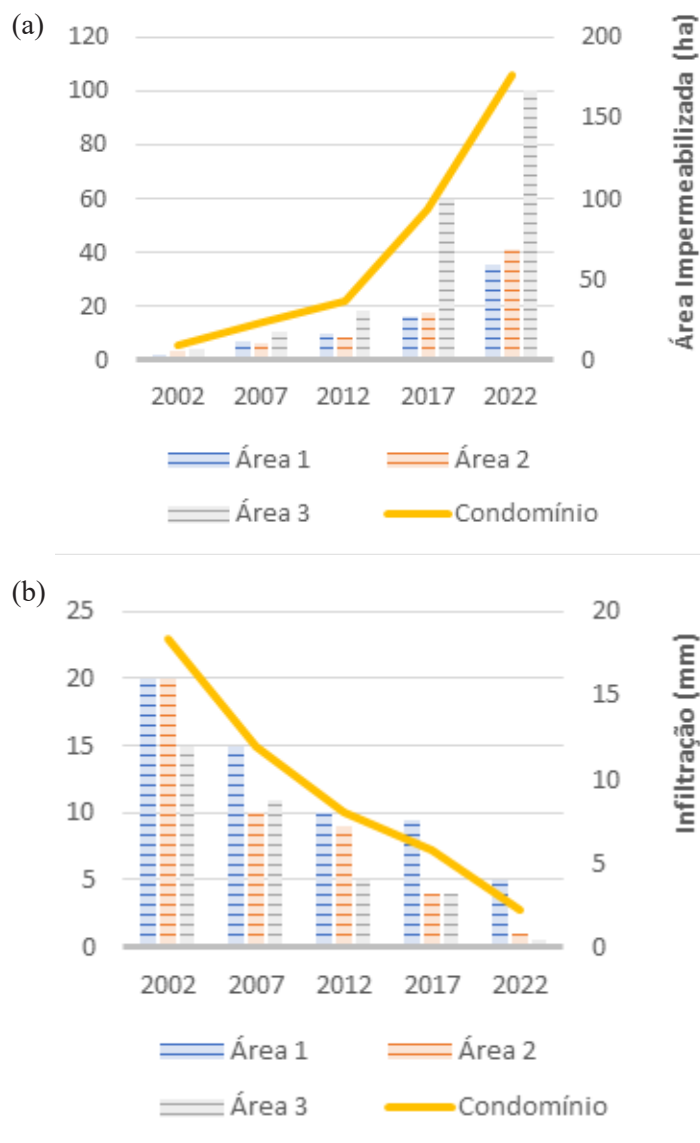 (a)
120
100
80
60
40
20
0
200
150
100
50
0
Área Impermeabilizada (ha)
2002 2007 2012 2017 2022
Área 1 Área 2
Área 3 Condomínio
(b)
25
20
15
10
5
0
20
15
10
5
0
Infiltração (mm)
2002 2007 2012 2017 2022
Área 1 Área 2
Área 3 Condomínio